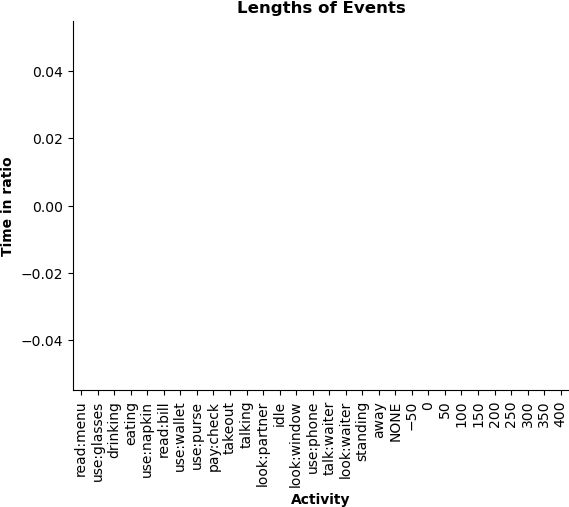 Lengths of Events
Time in ratio
0.04
0.02
0.00
−0.02
−0.04
read:menu
use:glasses
drinking
eating
use:napkin
read:bill
use:wallet
use:purse
pay:check
takeout
talking
look:partner
idle
look:window
use:phone
talk:waiter
look:waiter
standing
away
NONE
−50
0
50
100
150
200
250
300
350
400
Activity